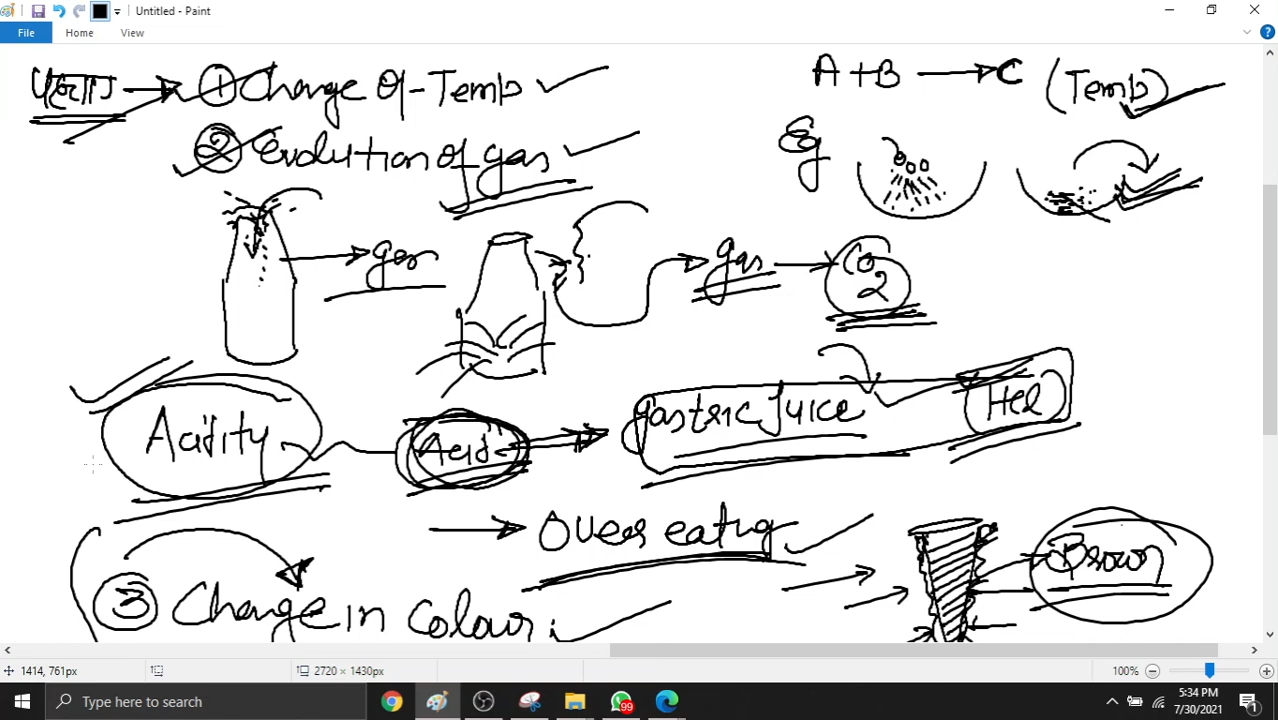 Untitled - Paint
File Home View
① Change of Temp
A + B → C (Temp)
② Evolution of gas
Eg
gas
gas → CO2
Acidity
Acid → gastric Juice HCl
→ Over eating
Brown
③ Change in colour
1414, 761px
2720 × 1430px
100%
Type here to search
99
5:34 PM
7/30/2021
1